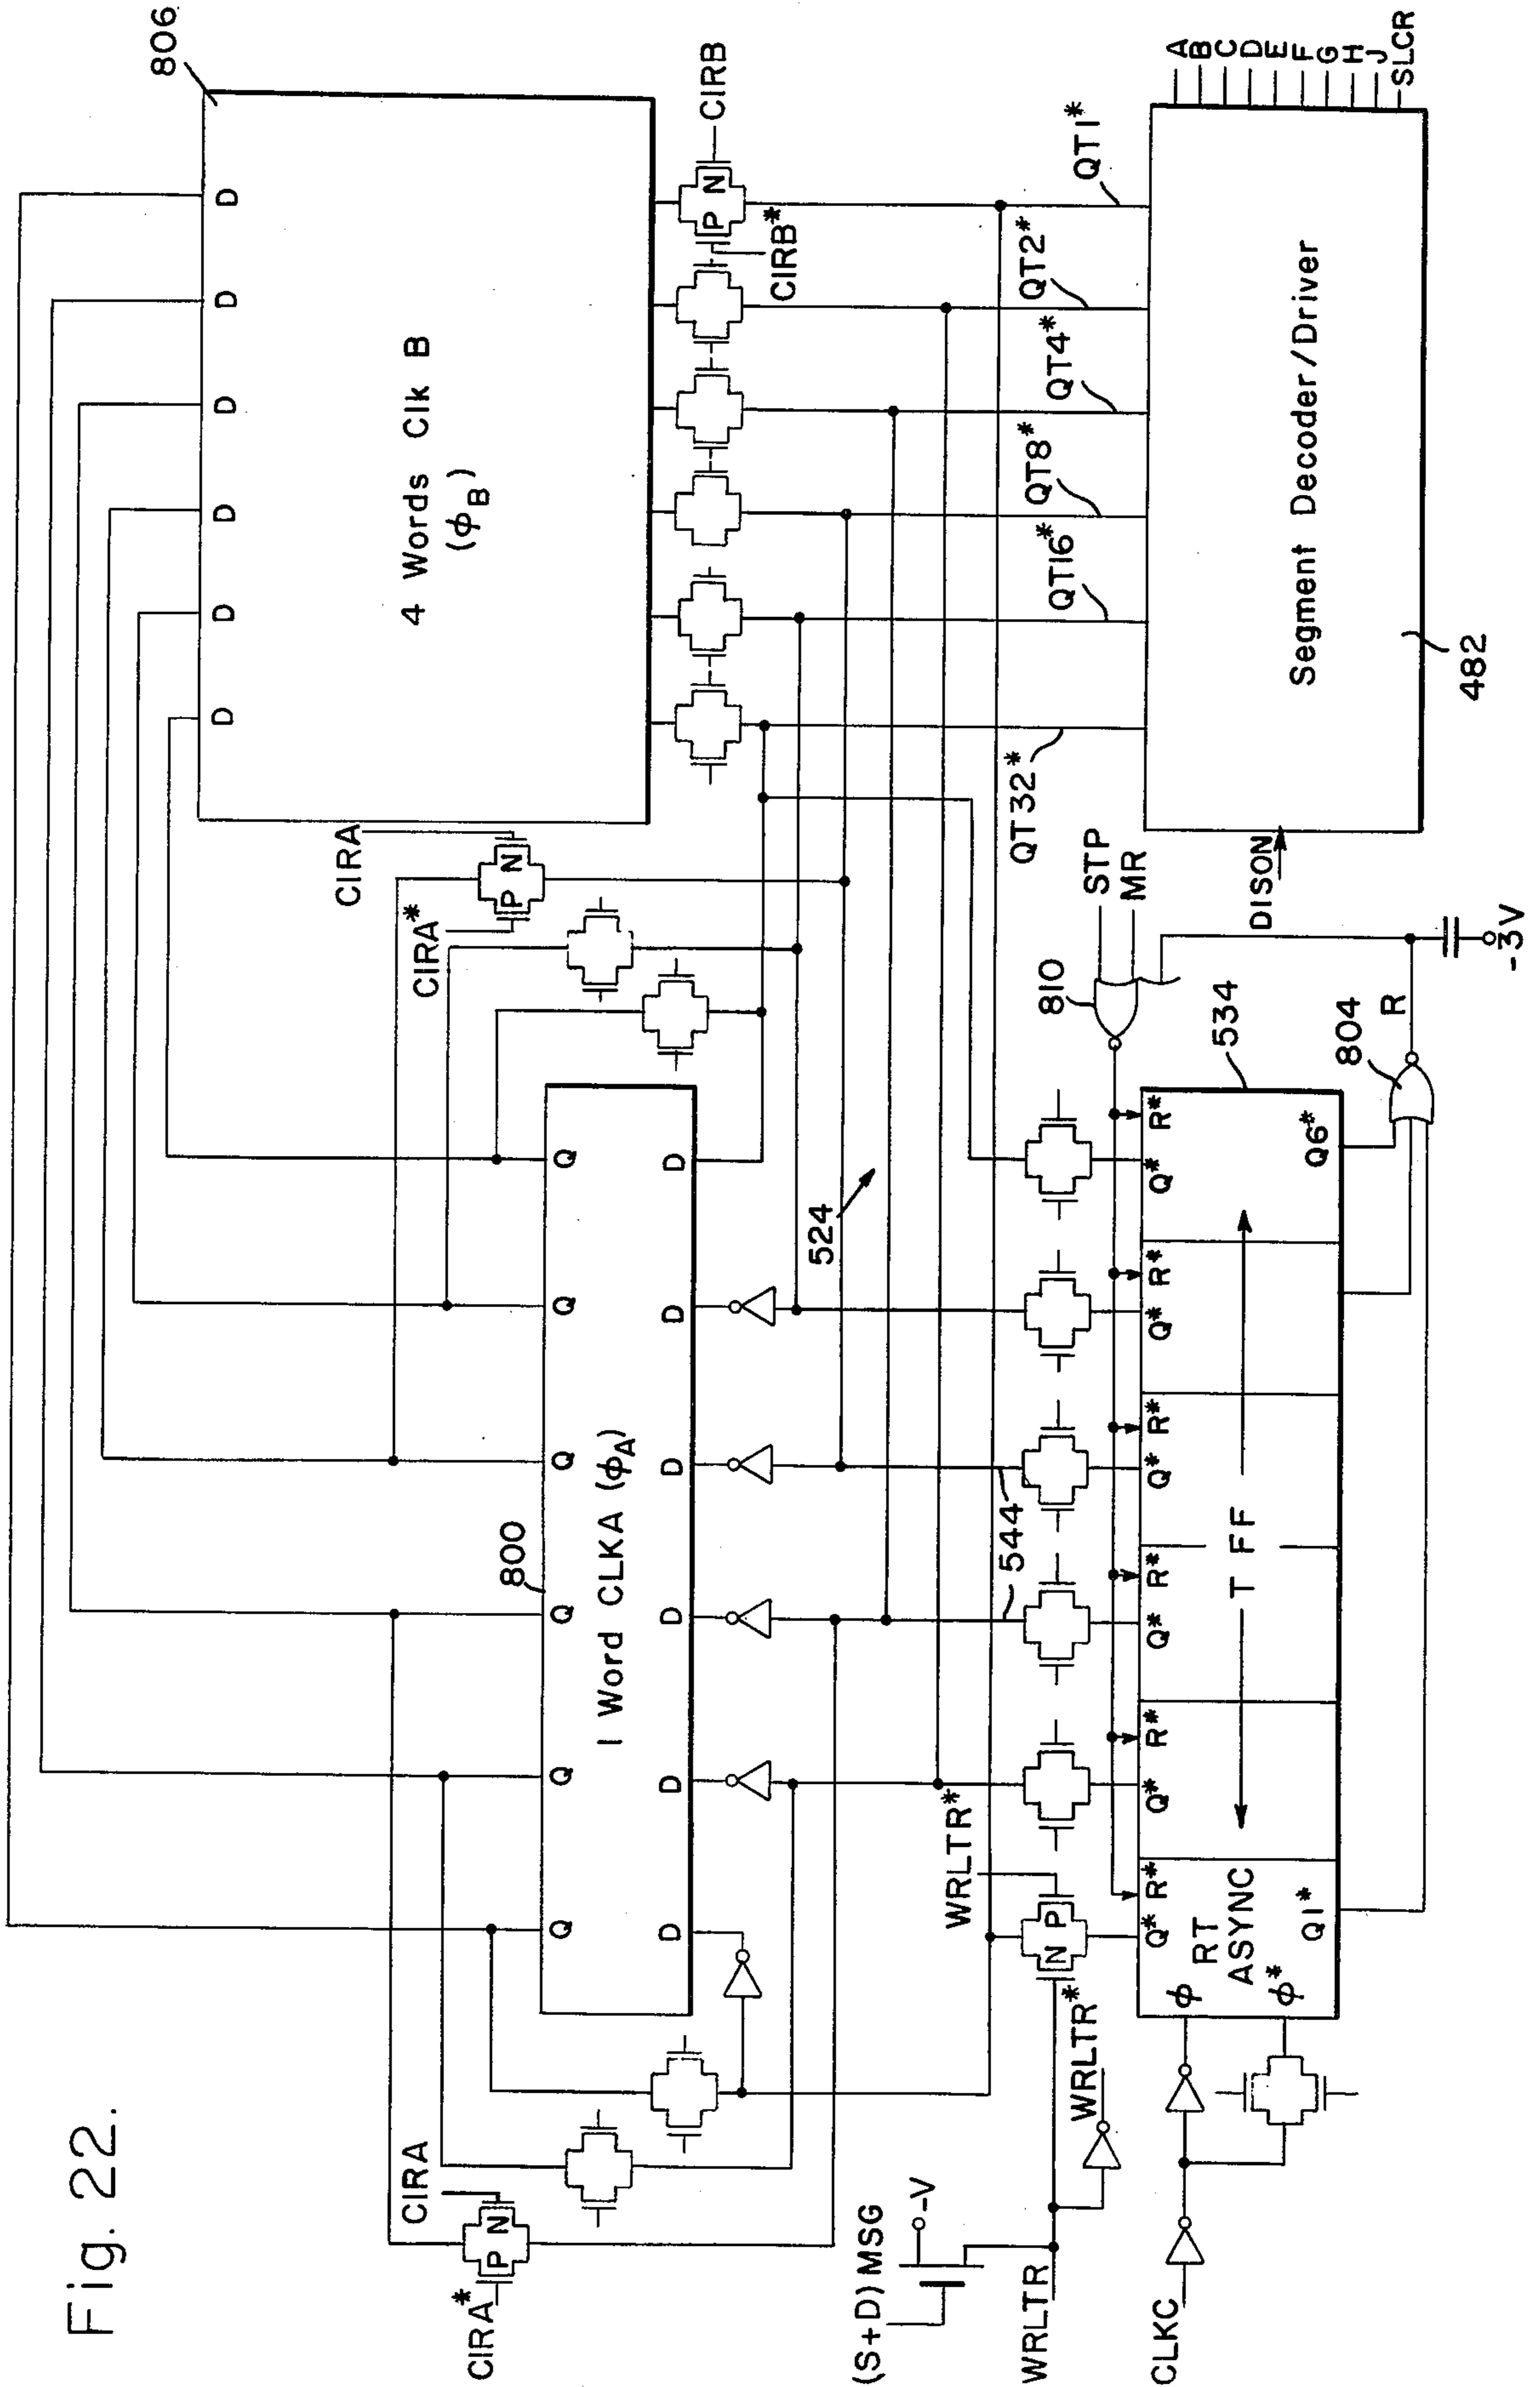 Fig. 22.
806
D D D D D D
4 Words Clk B
(ϕB)
CIRB
P N
CIRB*
CIRA
P N
CIRA*
CIRA
P N
CIRA*
800
Q Q Q Q Q Q
1 Word CLKA (ϕA)
D D D D D D
524
544
QT1*
QT2*
QT4*
QT8*
QT16*
QT32*
Segment Decoder/Driver
482
A
B
C
D
E
F
G
H
J
SLCR
DISON
STP
MR
810
(S+D) MSG
-V
WRLTR
WRLTR*
WRLTR*
N P
CLKC
ϕ
ϕ*
RT
ASYNC
Q* R* Q* R* Q* R* Q* R* Q* R* Q* R*
T FF
Q1*
Q6*
534
804
R
-3V